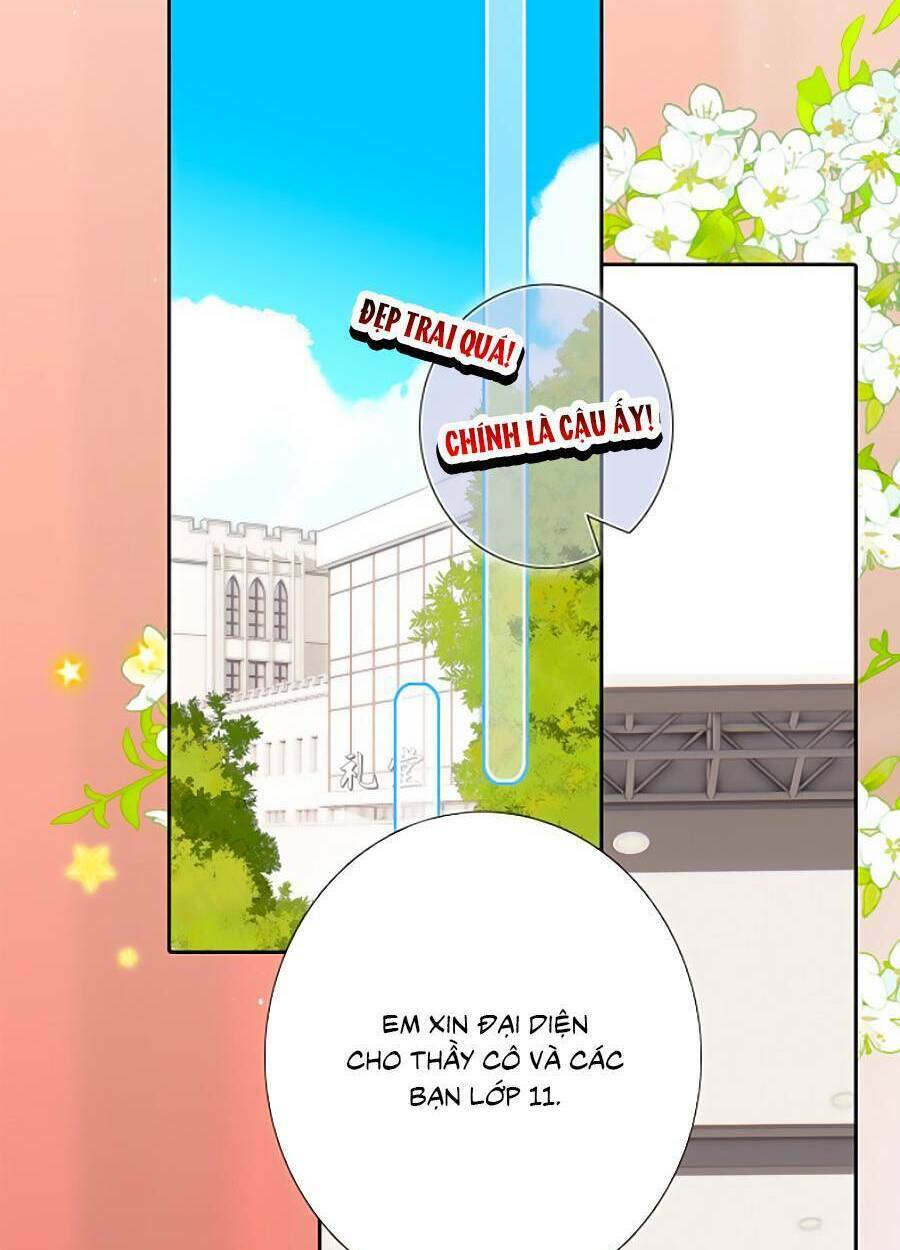 ĐẸP TRAI QUÁ!
CHÍNH LÀ CẬU ẤY!
礼堂
EM XIN ĐẠI DIỆN
CHO THẦY CÔ VÀ CÁC
BẠN LỚP 11.